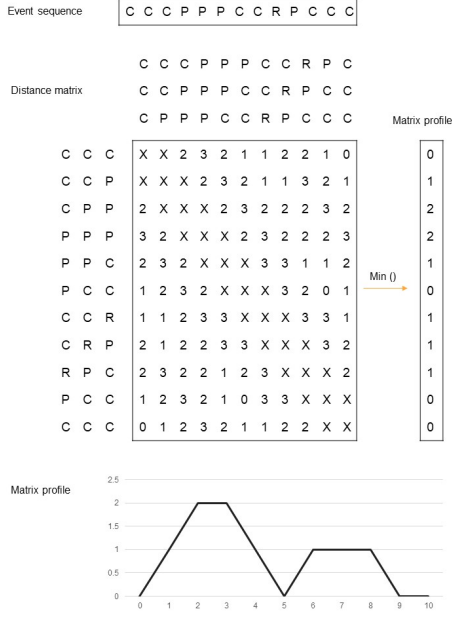 Event sequence C C C P P P C C R P C C C
C C C P P P C C R P C
Distance matrix C C P P P C C R P C C
C P P P C C R P C C C
Matrix profile
C C C X X 2 3 2 1 1 2 2 1 0 0
C C P X X X 2 3 2 1 1 3 2 1 1
C P P 2 X X X 2 3 2 2 2 3 2 2
P P P 3 2 X X X 2 3 2 2 2 3 2
P P C 2 3 2 X X X 3 3 1 1 2 1
Min ()
P C C 1 2 3 2 X X X 3 2 0 1 0
C C R 1 1 2 3 3 X X X 3 3 1 1
C R P 2 1 2 2 3 3 X X X 3 2 1
R P C 2 3 2 2 1 2 3 X X X 2 1
P C C 1 2 3 2 1 0 3 3 X X X 0
C C C 0 1 2 3 2 1 1 2 2 X X 0
Matrix profile
2.5
2
1.5
1
0.5
0
0 1 2 3 4 5 6 7 8 9 10